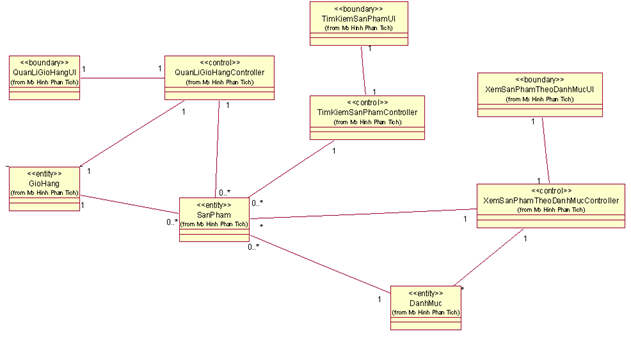 <<boundary>>
TimKiemSanPhamUI
(from Mo Hinh Phan Tich)
1
<<boundary>>
QuanLiGioHangUI
(from Mo Hinh Phan Tich)
1
1
<<control>>
QuanLiGioHangController
(from Mo Hinh Phan Tich)
1
1
<<boundary>>
XemSanPhamTheoDanhMucUI
(from Mo Hinh Phan Tich)
1
1
<<control>>
TimKiemSanPhamController
(from Mo Hinh Phan Tich)
1
1
<<entity>>
GioHang
(from Mo Hinh Phan Tich)
1
0..*
0..*
0..*
<<entity>>
SanPham
(from Mo Hinh Phan Tich)
*
0..*
1
1
<<control>>
XemSanPhamTheoDanhMucController
(from Mo Hinh Phan Tich)
1
1
*
<<entity>>
DanhMuc
(from Mo Hinh Phan Tich)